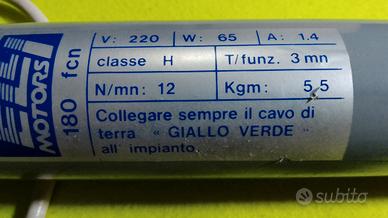 V: 220 W: 65 A: 1.4
classe H T/funz. 3 mn
N/mn: 12 Kgm: 5,5
Collegare sempre il cavo di
terra “ GIALLO VERDE ”
all' impianto.
MOTORS
180 fcn
subito